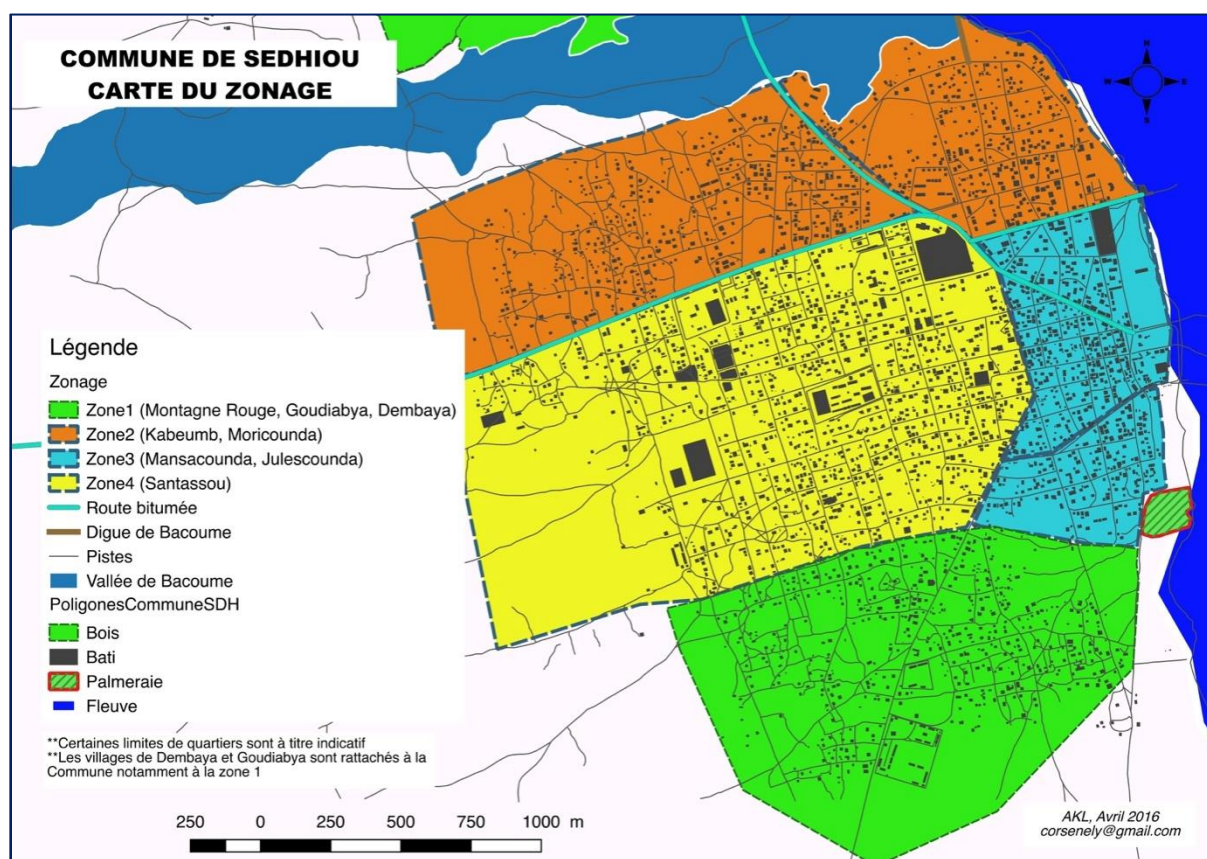 COMMUNE DE SEDHIOU
CARTE DU ZONAGE
N
W
E
S
Légende
Zonage
Zone1 (Montagne Rouge, Goudiabya, Dembaya)
Zone2 (Kabeumb, Moricounda)
Zone3 (Mansacounda, Julescounda)
Zone4 (Santassou)
Route bitumée
Digue de Bacoume
Pistes
Vallée de Bacoume
PoligonesCommuneSDH
Bois
Bati
Palmeraie
Fleuve
**Certaines limites de quartiers sont à titre indicatif
**Les villages de Dembaya et Goudiabya sont rattachés à la
Commune notamment à la zone 1
250 0 250 500 750 1000 m
AKL, Avril 2016
corsenely@gmail.com